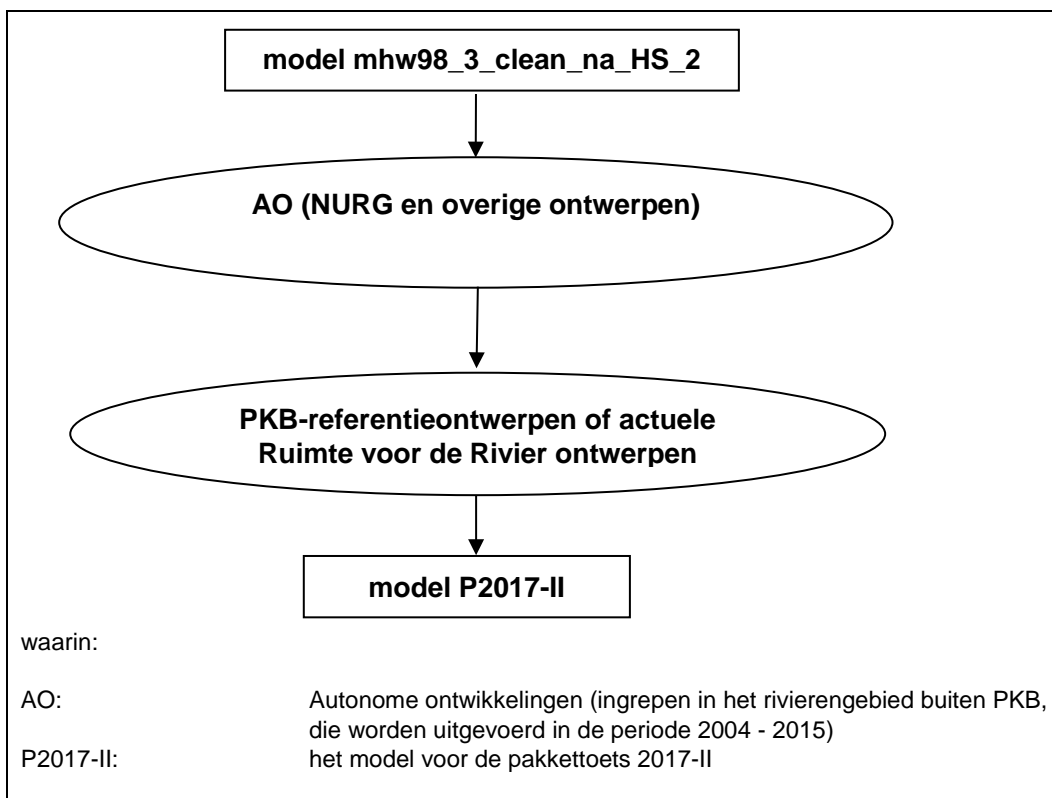 model mhw98_3_clean_na_HS_2
AO (NURG en overige ontwerpen)
PKB-referentieontwerpen of actuele
Ruimte voor de Rivier ontwerpen
model P2017-II
waarin:
AO: Autonome ontwikkelingen (ingrepen in het rivierengebied buiten PKB,
die worden uitgevoerd in de periode 2004 - 2015)
P2017-II: het model voor de pakkettoets 2017-II